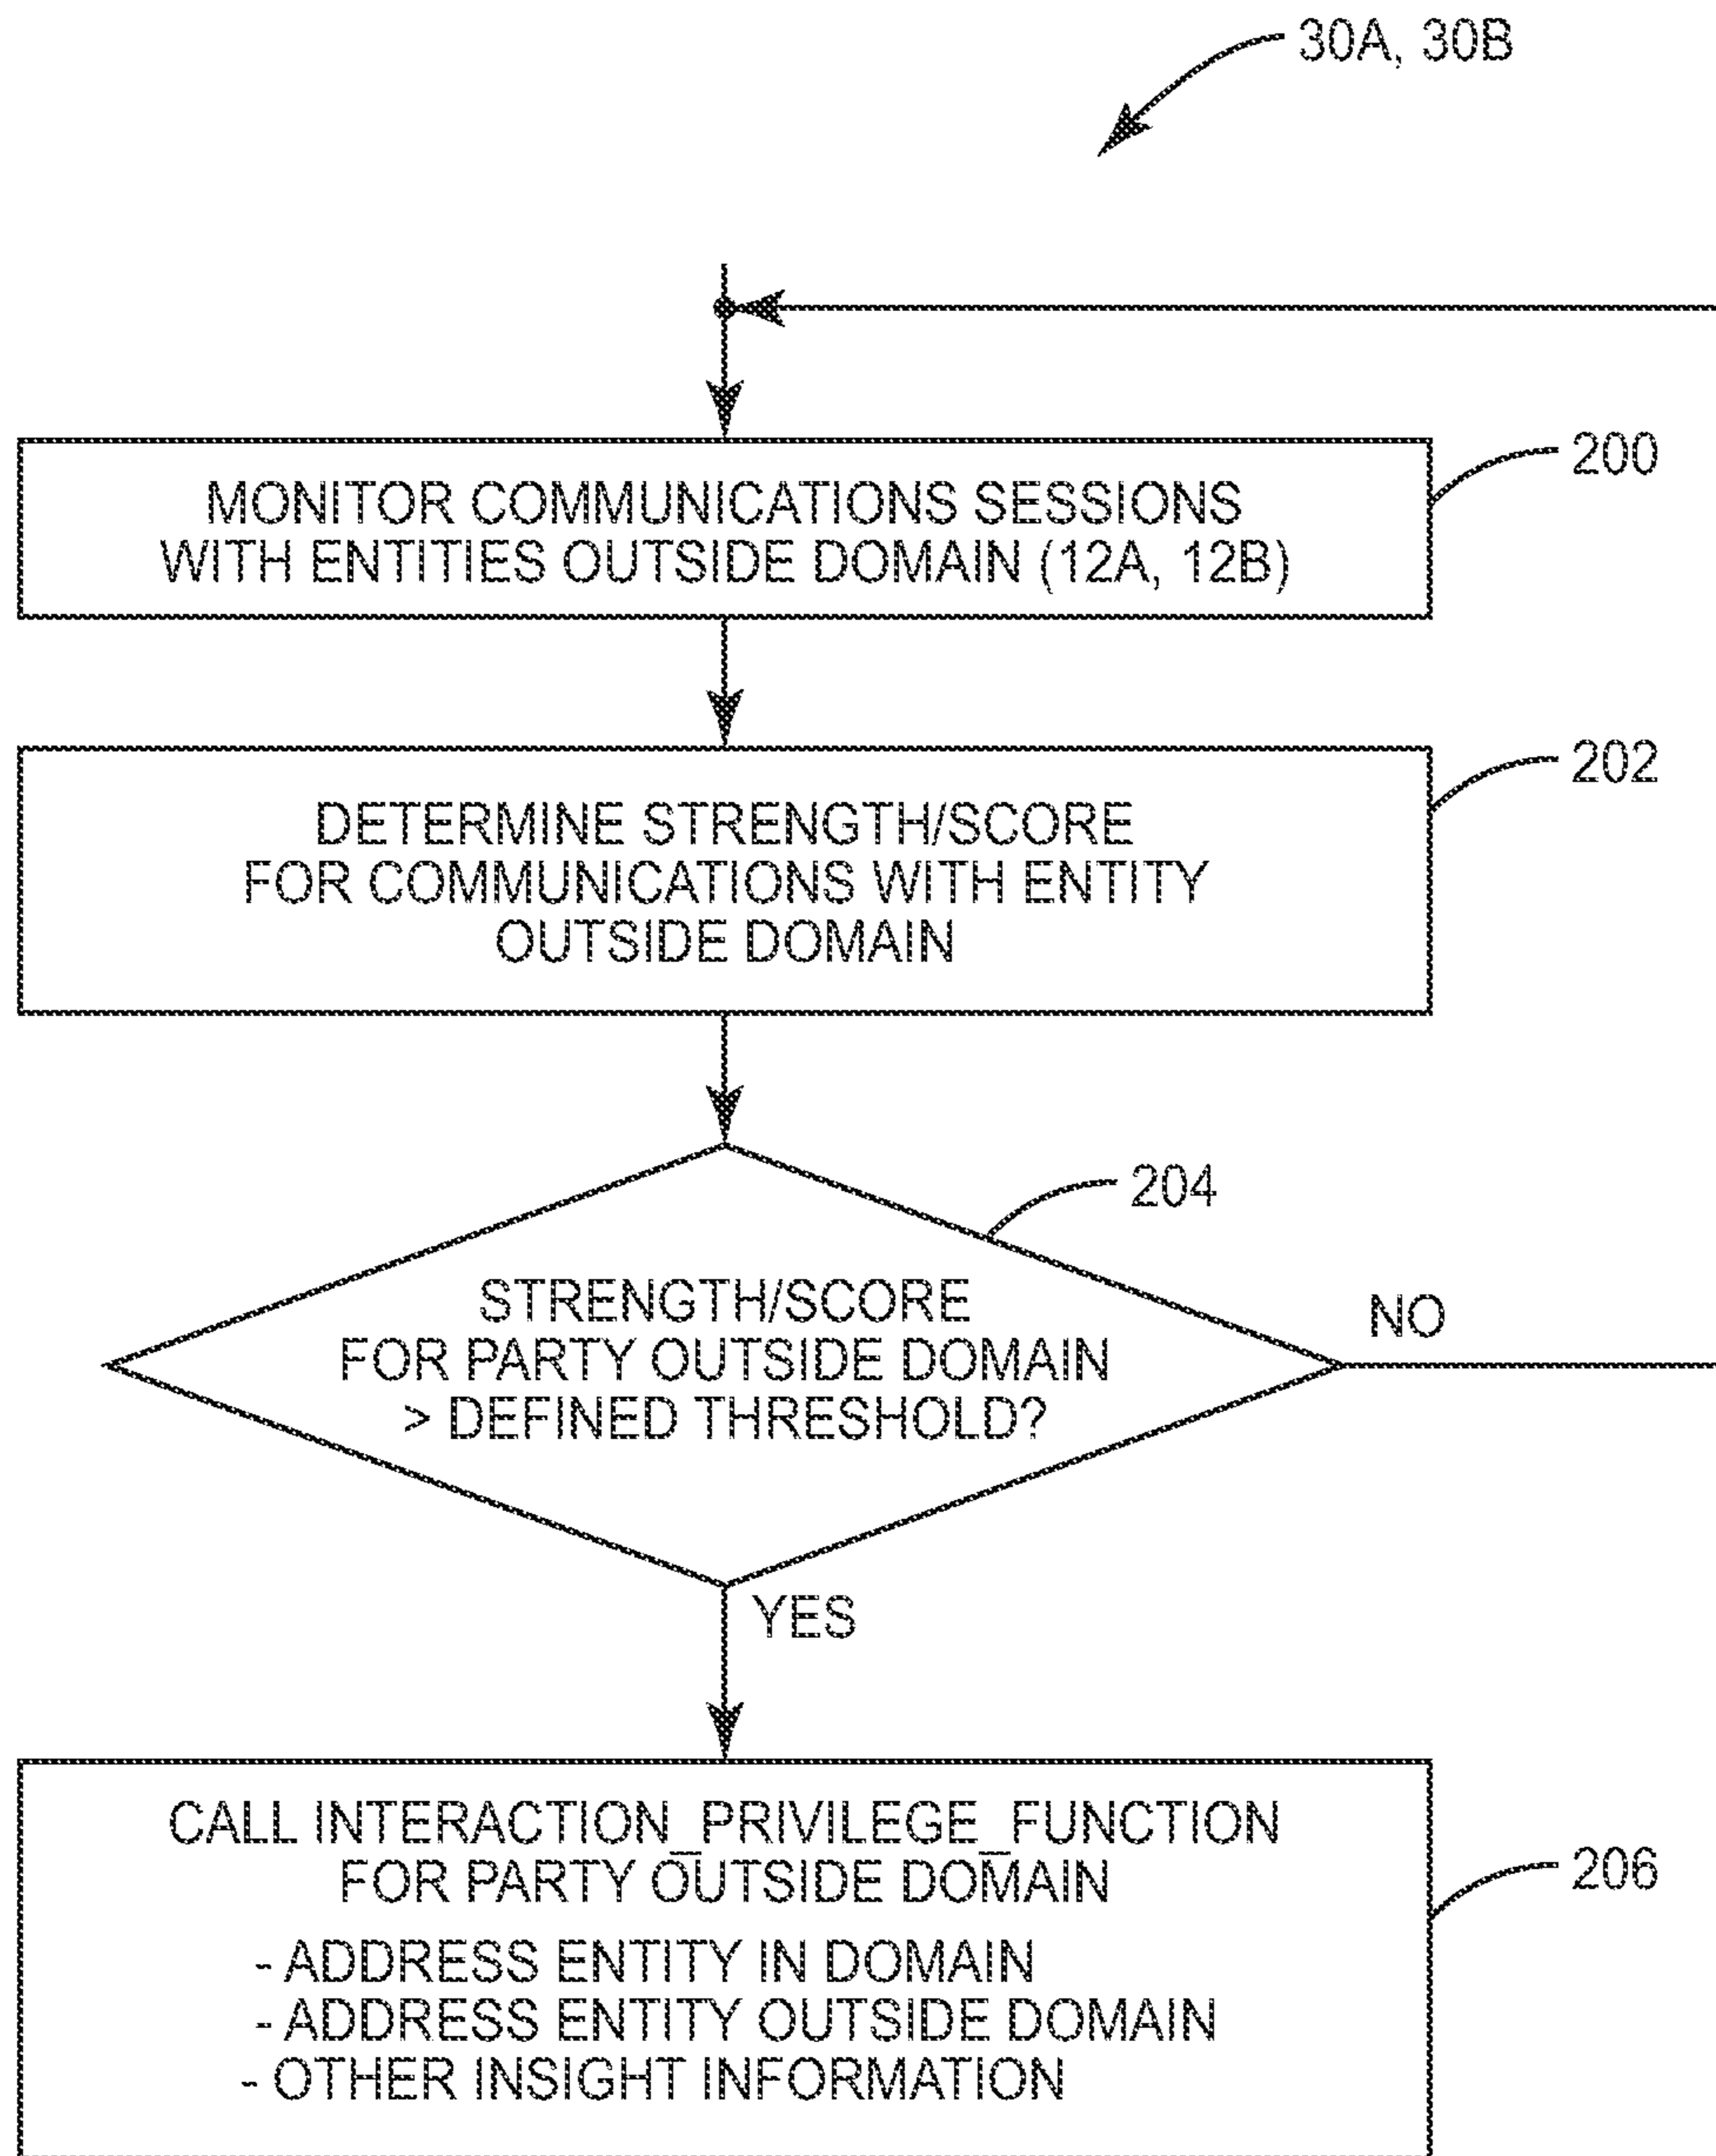 30A, 30B
MONITOR COMMUNICATIONS SESSIONS
WITH ENTITIES OUTSIDE DOMAIN (12A, 12B)
200
DETERMINE STRENGTH/SCORE
FOR COMMUNICATIONS WITH ENTITY
OUTSIDE DOMAIN
202
STRENGTH/SCORE
FOR PARTY OUTSIDE DOMAIN
> DEFINED THRESHOLD?
204
NO
YES
CALL INTERACTION_PRIVILEGE_FUNCTION
FOR PARTY OUTSIDE DOMAIN
- ADDRESS ENTITY IN DOMAIN
- ADDRESS ENTITY OUTSIDE DOMAIN
- OTHER INSIGHT INFORMATION
206